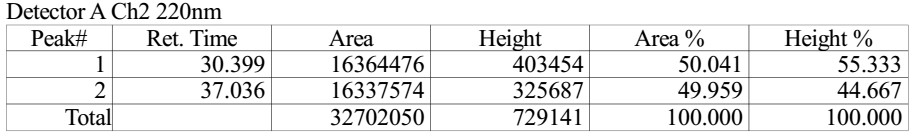 Detector A Ch2 220nm
Peak# Ret. Time Area Height Area % Height %
1 30.399 16364476 403454 50.041 55.333
2 37.036 16337574 325687 49.959 44.667
Total 32702050 729141 100.000 100.000